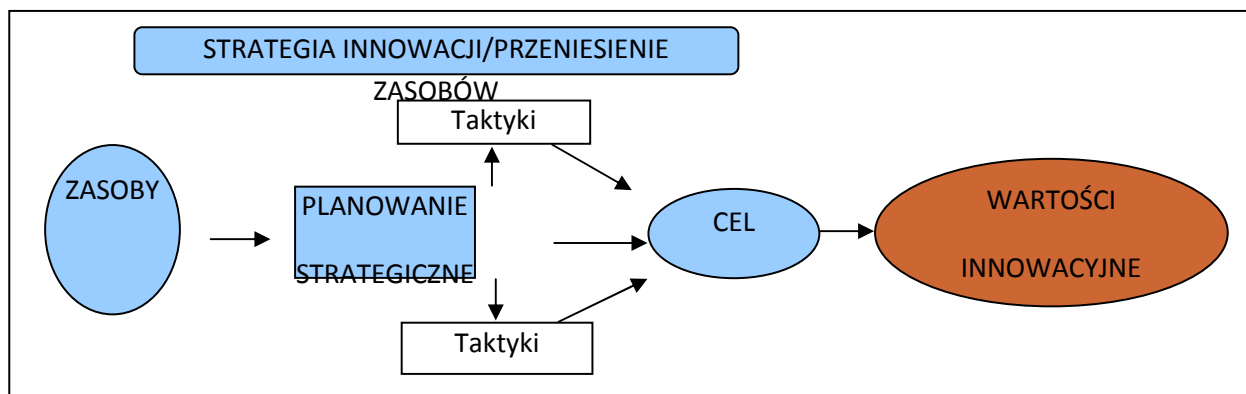 STRATEGIA INNOWACJI/PRZENIESIENIE
ZASOBÓW
Taktyki
ZASOBY
PLANOWANIE
STRATEGICZNE
CEL
WARTOŚCI
INNOWACYJNE
Taktyki